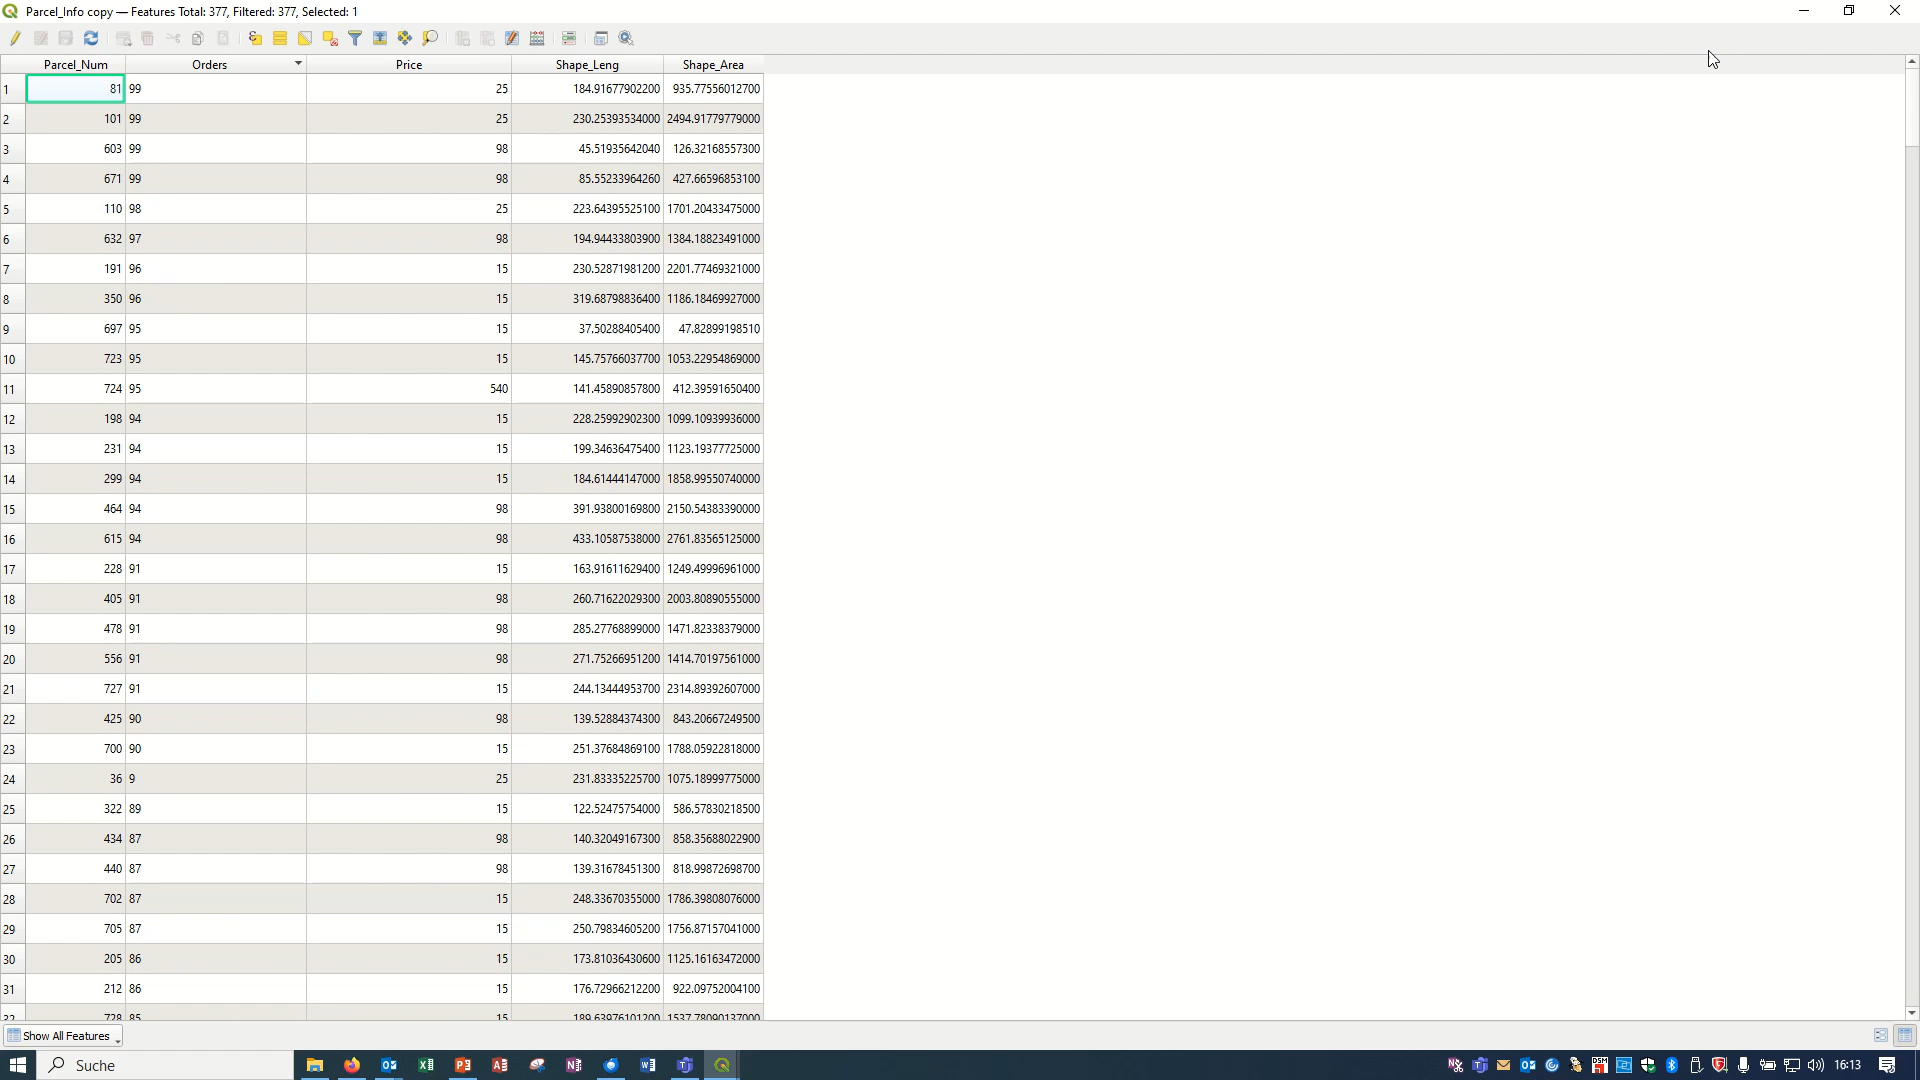 Parcel_Info copy — Features Total: 377, Filtered: 377, Selected: 1
Parcel_Num Orders Price Shape_Leng Shape_Area
1 81 99 25 184.91677902200 935.77556012700
2 101 99 25 230.25393534000 2494.91779779000
3 603 99 98 45.51935642040 126.32168557300
4 671 99 98 85.55233964260 427.66596853100
5 110 98 25 223.64395525100 1701.20433475000
6 632 97 98 194.94433803900 1384.18823491000
7 191 96 15 230.52871981200 2201.77469321000
8 350 96 15 319.68798836400 1186.18469927000
9 697 95 15 37.50288405400 47.82899198510
10 723 95 15 145.75766037700 1053.22954869000
11 724 95 540 141.45890857800 412.39591650400
12 198 94 15 228.25992902300 1099.10939936000
13 231 94 15 199.34636475400 1123.19377725000
14 299 94 15 184.61444147000 1858.99550740000
15 464 94 98 391.93800169800 2150.54383390000
16 615 94 98 433.10587538000 2761.83565125000
17 228 91 15 163.91611629400 1249.49996961000
18 405 91 98 260.71622029300 2003.80890555000
19 478 91 98 285.27768899000 1471.82338379000
20 556 91 98 271.75266951200 1414.70197561000
21 727 91 15 244.13444953700 2314.89392607000
22 425 90 98 139.52884374300 843.20667249500
23 700 90 15 251.37684869100 1788.05922818000
24 36 9 25 231.83335225700 1075.18999775000
25 322 89 15 122.52475754000 586.57830218500
26 434 87 98 140.32049167300 858.35688022900
27 440 87 98 139.31678451300 818.99872698700
28 702 87 15 248.33670355000 1786.39808076000
29 705 87 15 250.79834605200 1756.87157041000
30 205 86 15 173.81036430600 1125.16163472000
31 212 86 15 176.72966212200 922.09752004100
32 728 85 15 189.63976101200 1537.78090137000
Show All Features
Suche
16:13